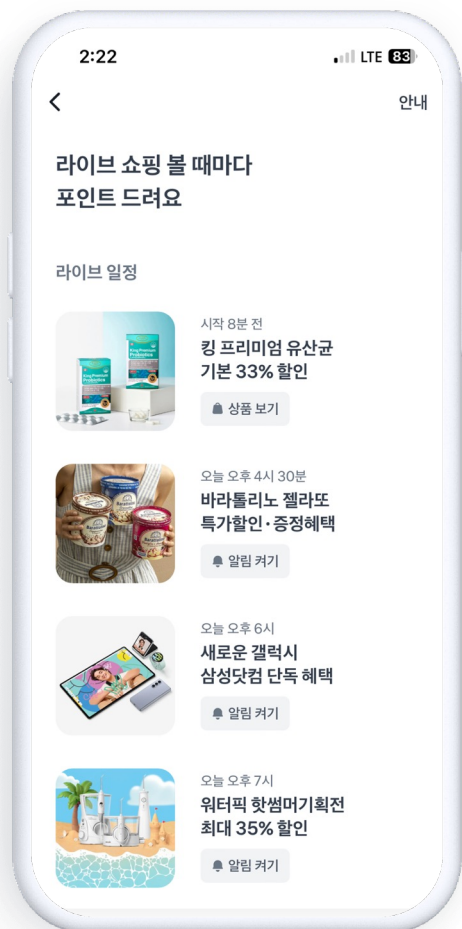 2:22
LTE 83
안내
라이브 쇼핑 볼 때마다
포인트 드려요
라이브 일정
시작 8분 전
킹 프리미엄 유산균
기본 33% 할인
상품 보기
오늘 오후 4시 30분
바라톨리노 젤라또
특가할인·증정혜택
알림 켜기
오늘 오후 6시
새로운 갤럭시
삼성닷컴 단독 혜택
알림 켜기
오늘 오후 7시
워터픽 핫썸머기획전
최대 35% 할인
알림 켜기